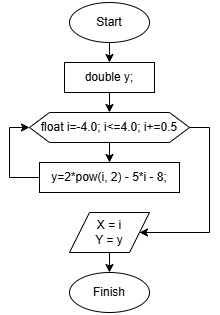 Start
double y;
float i=-4.0; i<=4.0; i+=0.5
y=2*pow(i, 2) - 5*i - 8;
X = i
Y = y
Finish